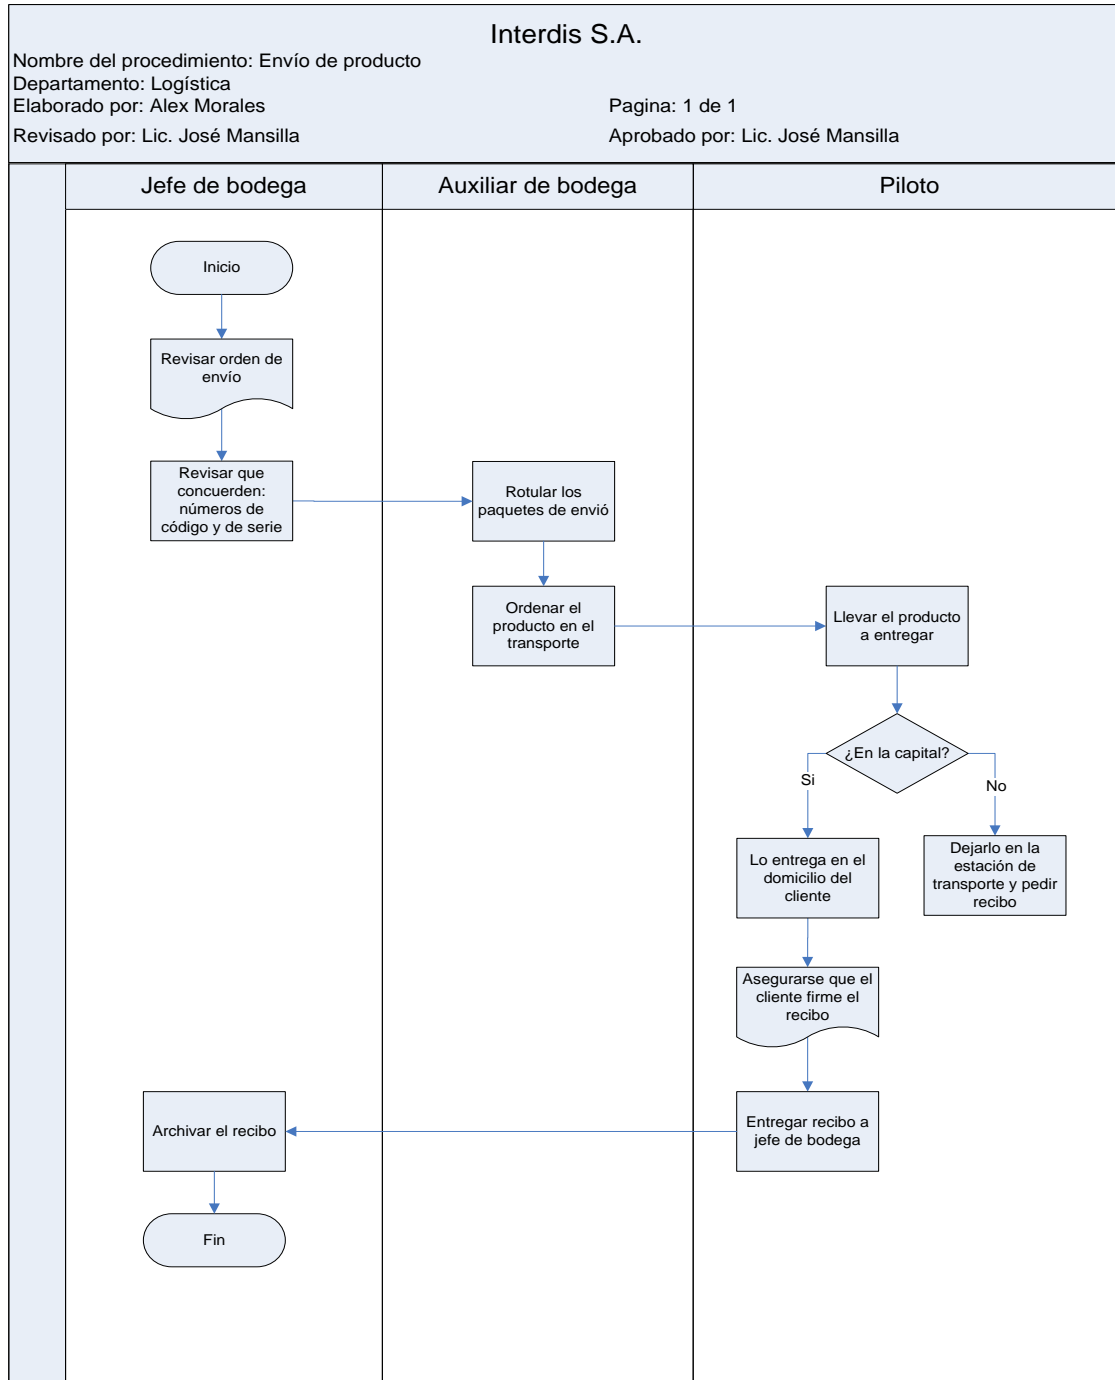 Interdis S.A.
Nombre del procedimiento: Envío de producto
Departamento: Logística
Elaborado por: Alex Morales
Pagina: 1 de 1
Revisado por: Lic. José Mansilla
Aprobado por: Lic. José Mansilla
Jefe de bodega
Auxiliar de bodega
Piloto
Inicio
Revisar orden de
envío
Revisar que
concuerden:
números de
código y de serie
Rotular los
paquetes de envió
Ordenar el
producto en el
transporte
Llevar el producto
a entregar
¿En la capital?
Si
No
Lo entrega en el
domicilio del
cliente
Dejarlo en la
estación de
transporte y pedir
recibo
Asegurarse que el
cliente firme el
recibo
Entregar recibo a
jefe de bodega
Archivar el recibo
Fin